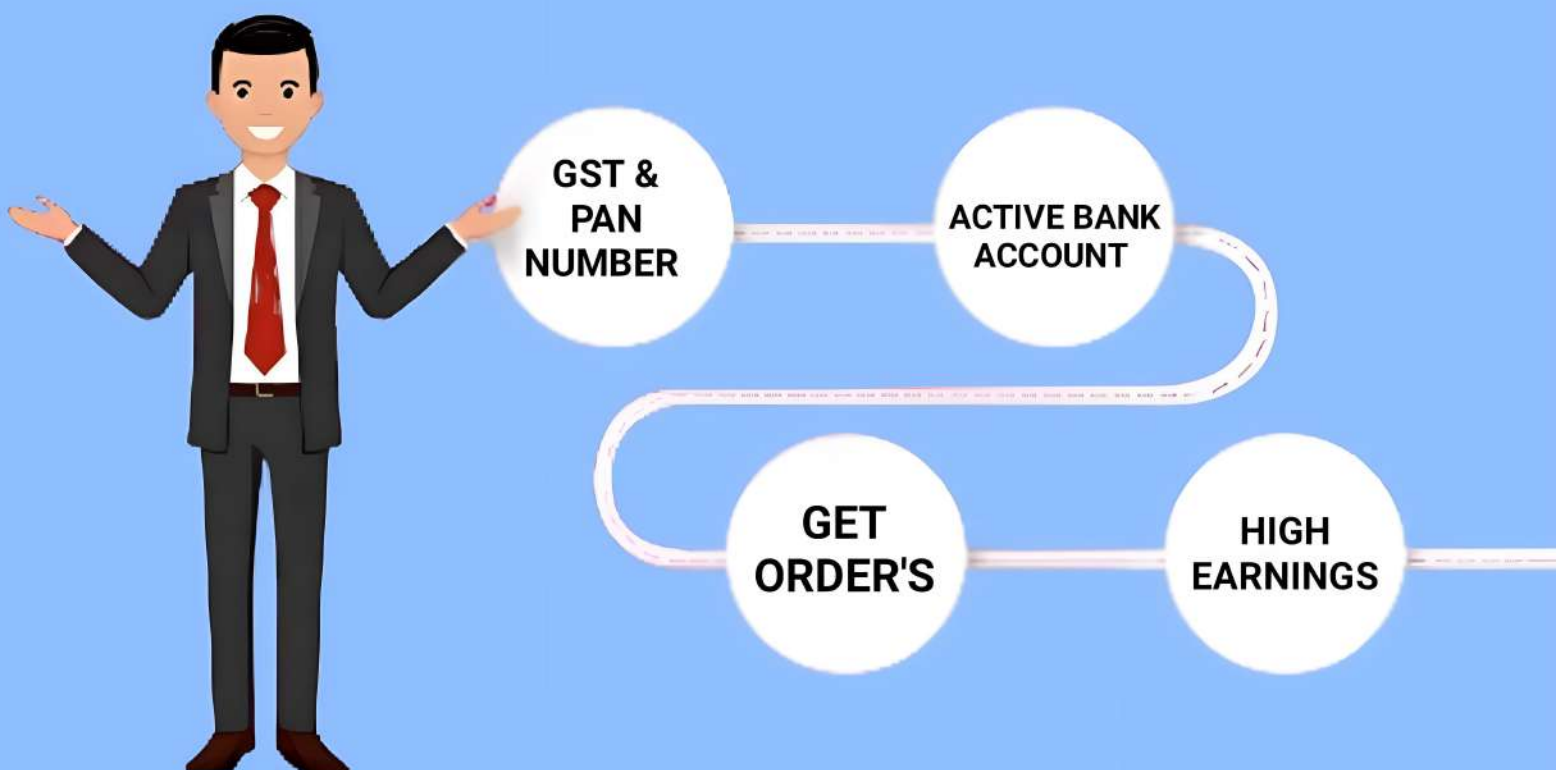 GST &
PAN
NUMBER
ACTIVE BANK
ACCOUNT
GET
ORDER'S
HIGH
EARNINGS